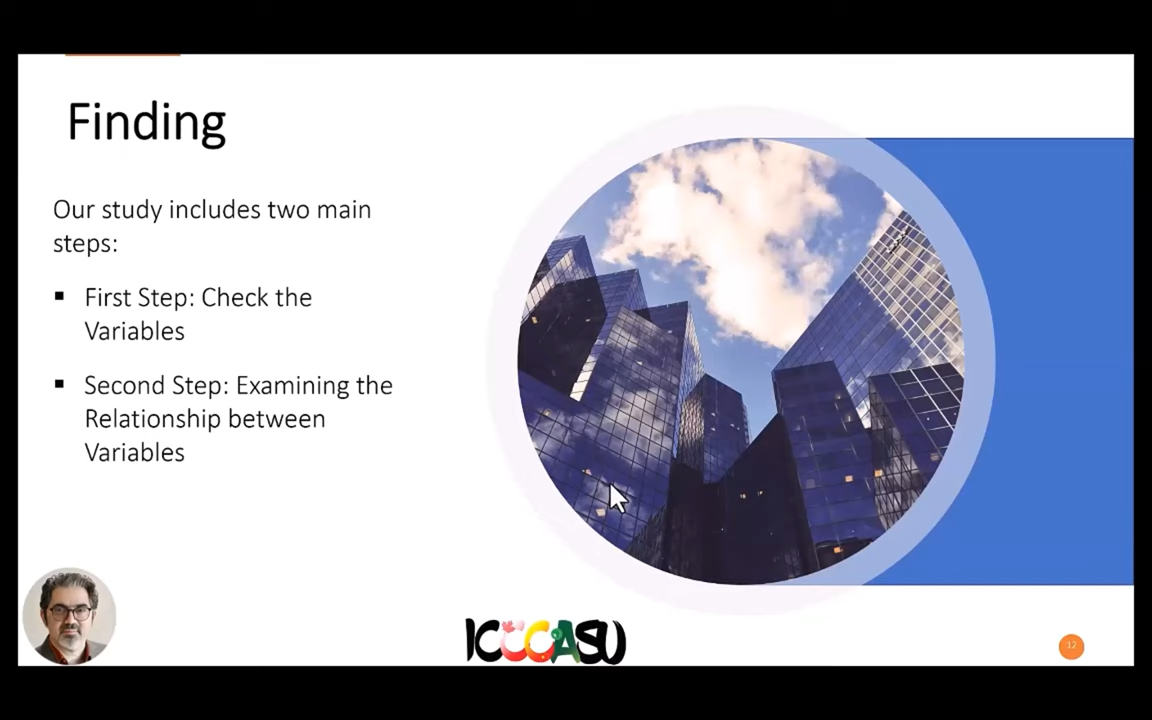 Finding
Our study includes two main
steps:
▪ First Step: Check the
Variables
▪ Second Step: Examining the
Relationship between
Variables
ICCCASU
12